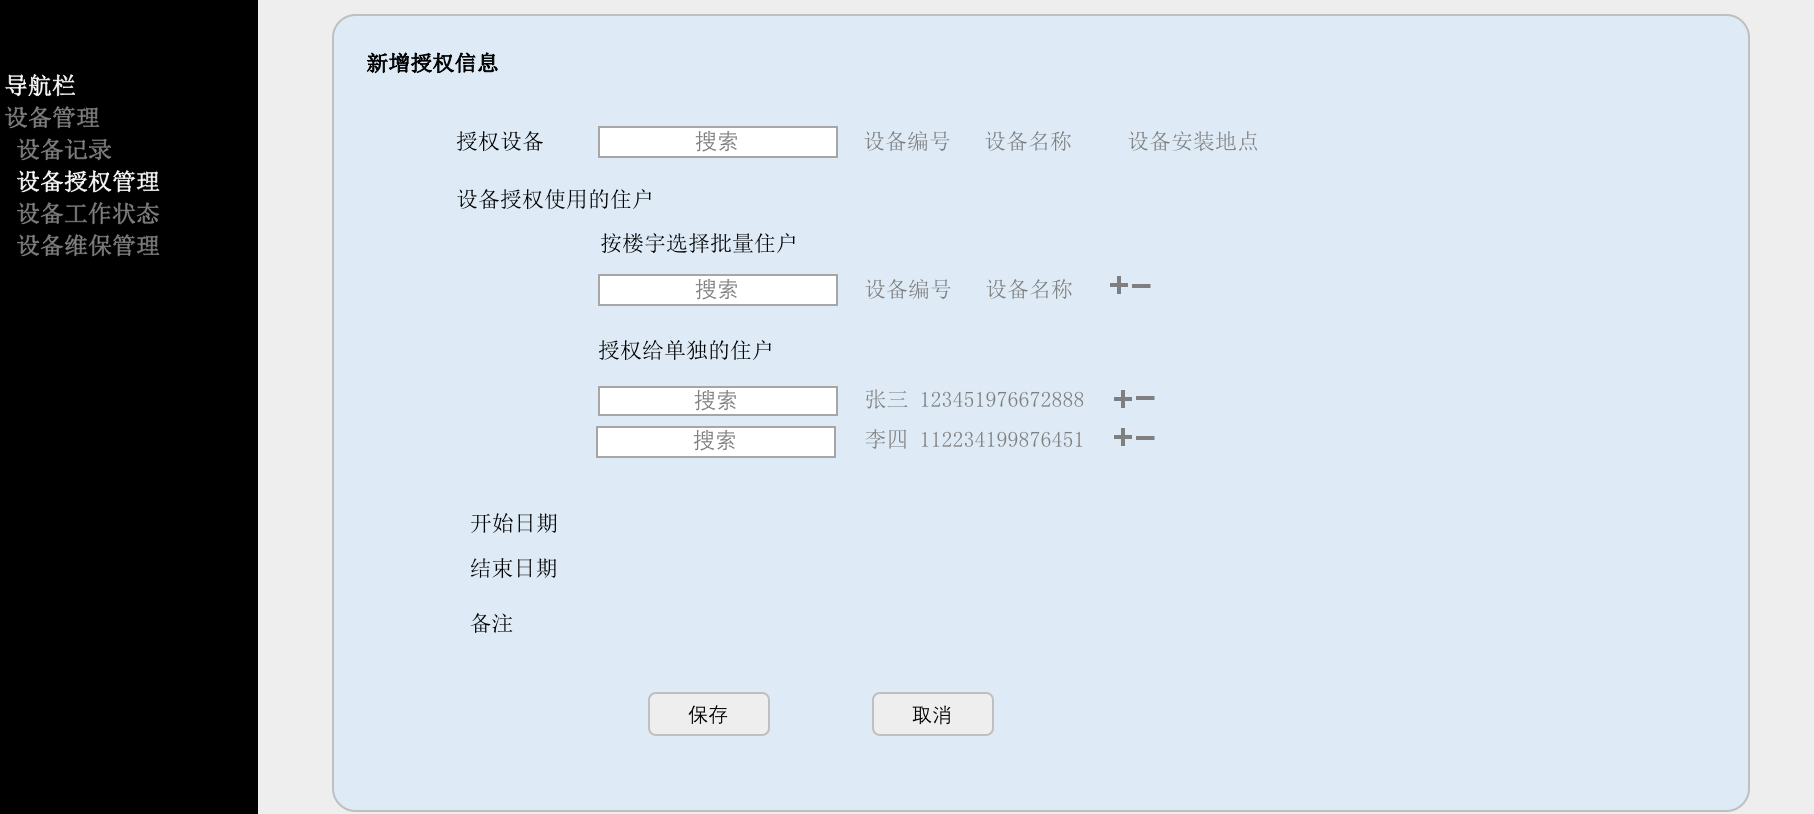 导航栏
设备管理
设备记录
设备授权管理
设备工作状态
设备维保管理
新增授权信息
授权设备 搜索 设备编号 设备名称 设备安装地点
设备授权使用的住户
按楼宇选择批量住户
搜索 设备编号 设备名称 +−
授权给单独的住户
搜索 张三 123451976672888 +−
搜索 李四 112234199876451 +−
开始日期
结束日期
备注
保存 取消